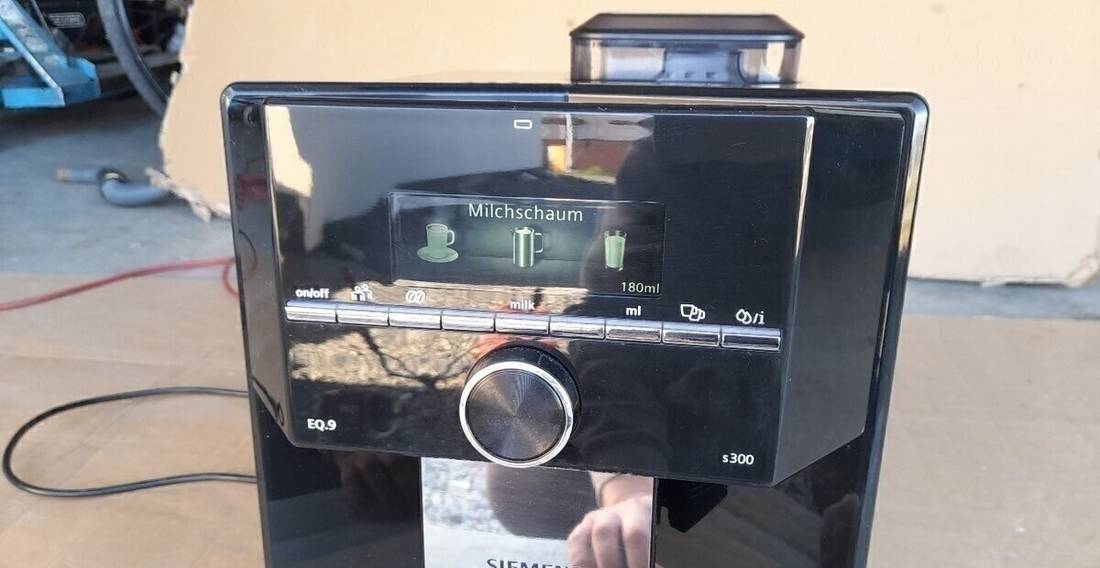 Milchschaum
180ml
on/off
milk
ml
/i
EQ.9
s300
SIEMENS